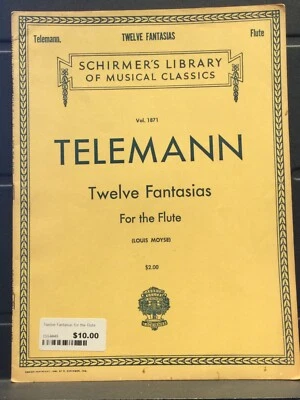 Telemann. TWELVE FANTASIAS Flute
SCHIRMER'S LIBRARY
OF MUSICAL CLASSICS
Vol. 1871
TELEMANN
Twelve Fantasias
For the Flute
(LOUIS MOYSE)
$2.00
Twelve Fantasias For the Flute
$10.00